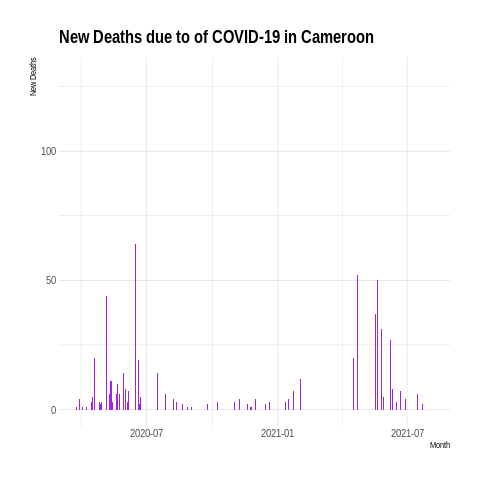 New Deaths due to of COVID-19 in Cameroon
New Deaths
100
50
0
2020-07
2021-01
2021-07
Month